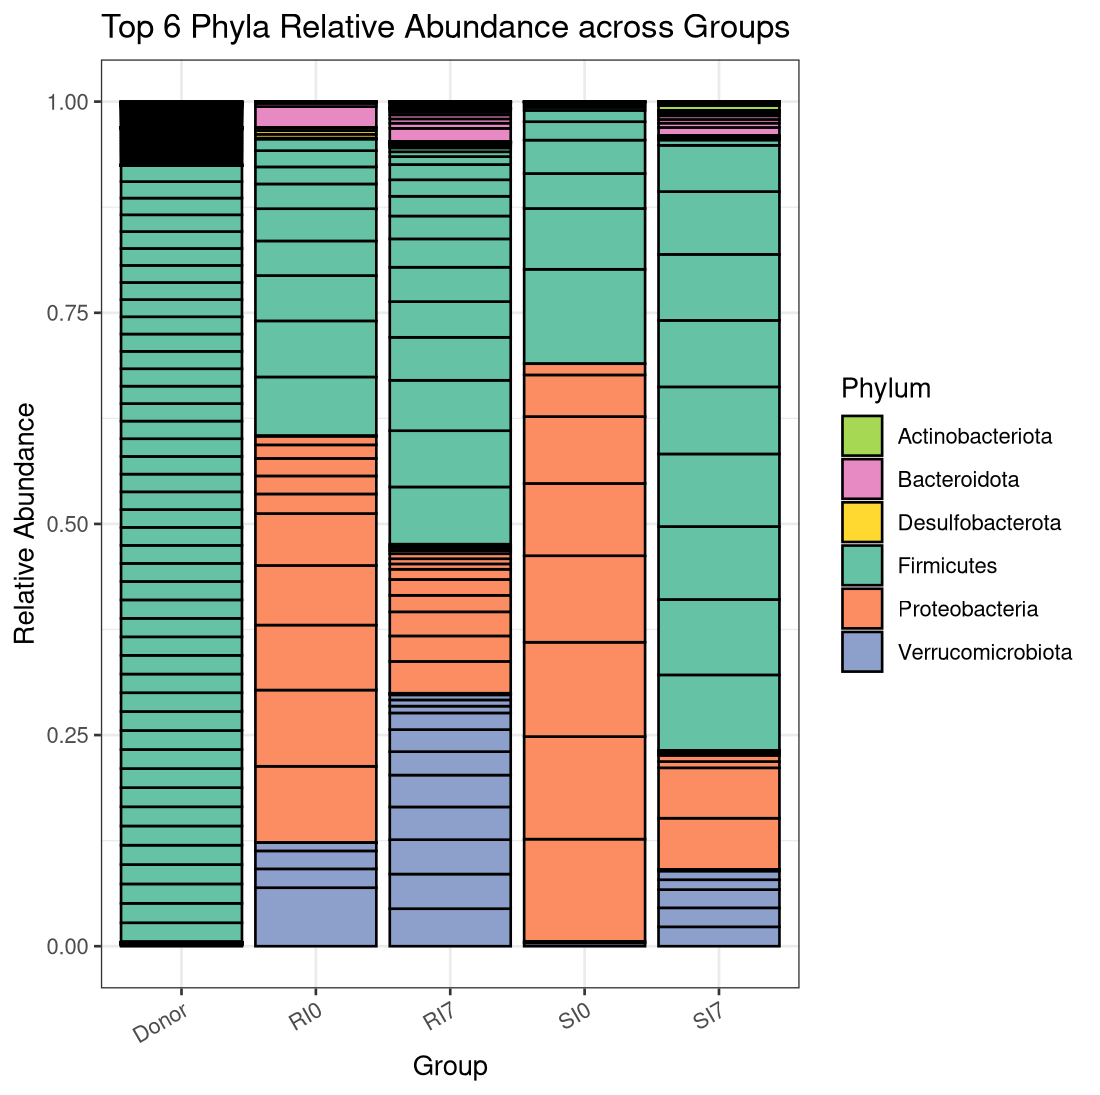 Top 6 Phyla Relative Abundance across Groups
Relative Abundance
1.00
0.75
0.50
0.25
0.00
Donor
RI0
RI7
SI0
SI7
Group
Phylum
Actinobacteriota
Bacteroidota
Desulfobacterota
Firmicutes
Proteobacteria
Verrucomicrobiota